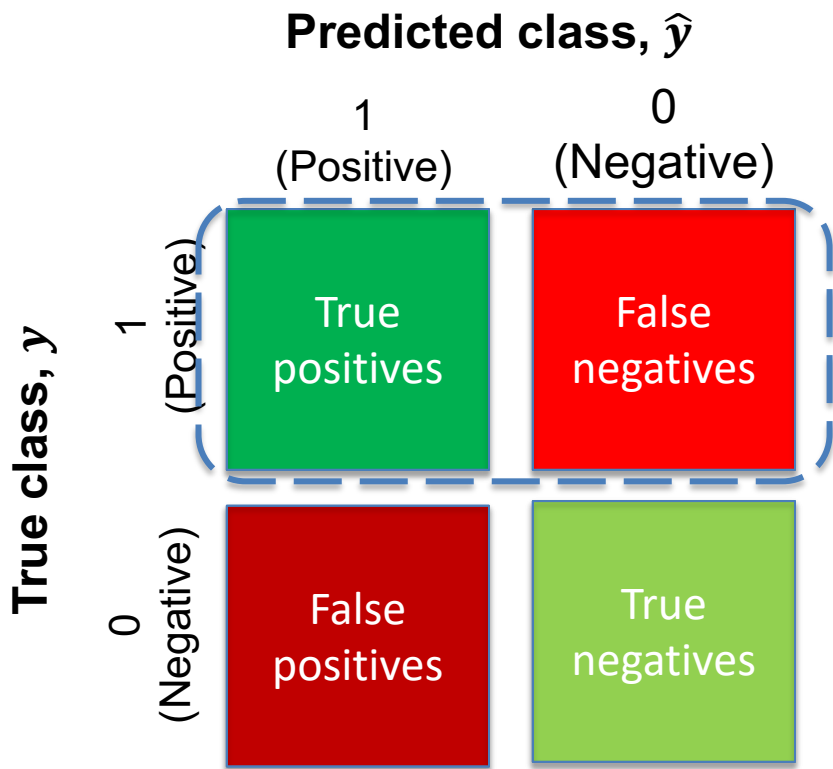 Predicted class, ŷ
1
(Positive)
0
(Negative)
True class, y
1
(Positive)
0
(Negative)
True
positives
False
negatives
False
positives
True
negatives